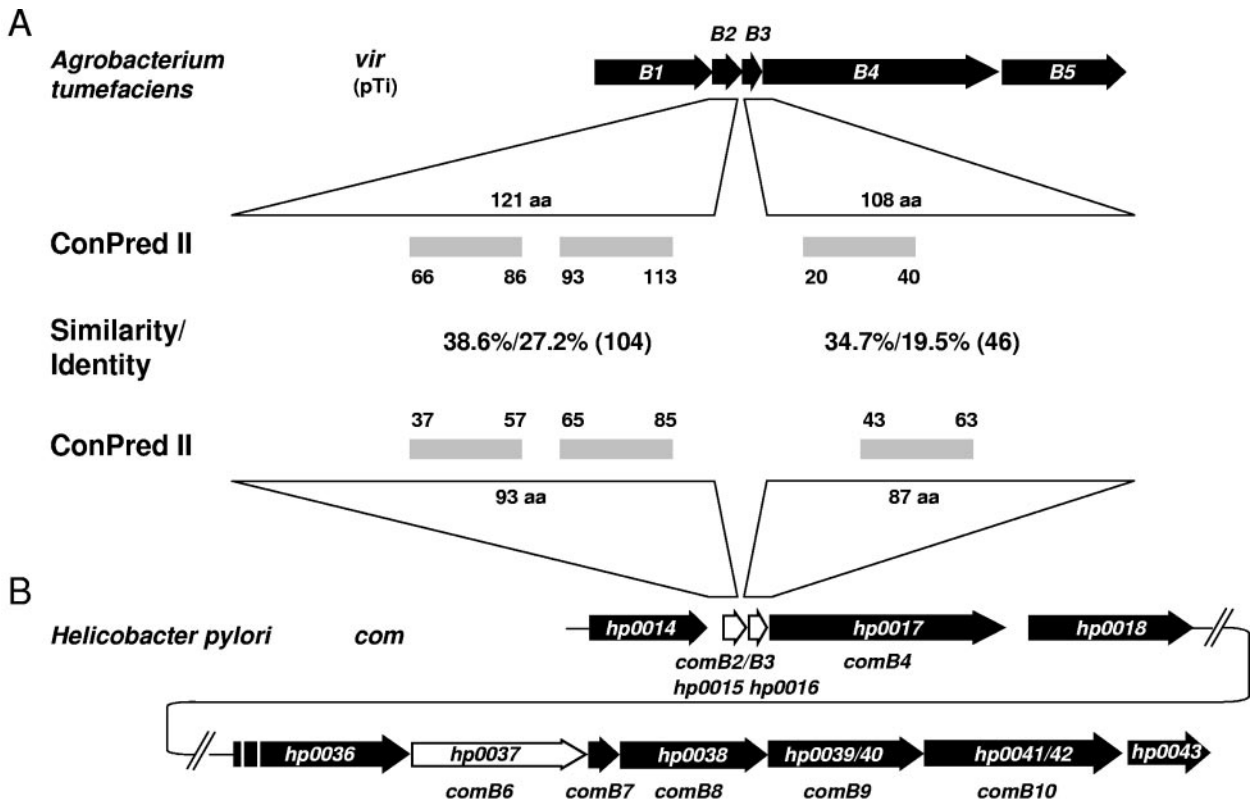 A
Agrobacterium
tumefaciens
vir
(pTi)
B2 B3
B1 B4 B5
121 aa 108 aa
ConPred II
66 86 93 113 20 40
Similarity/
Identity
38.6%/27.2% (104) 34.7%/19.5% (46)
37 57 65 85 43 63
ConPred II
93 aa 87 aa
B
Helicobacter pylori com
hp0014 hp0017 hp0018
comB2/B3 comB4
hp0015 hp0016
hp0036 hp0037 hp0038 hp0039/40 hp0041/42 hp0043
comB6 comB7 comB8 comB9 comB10